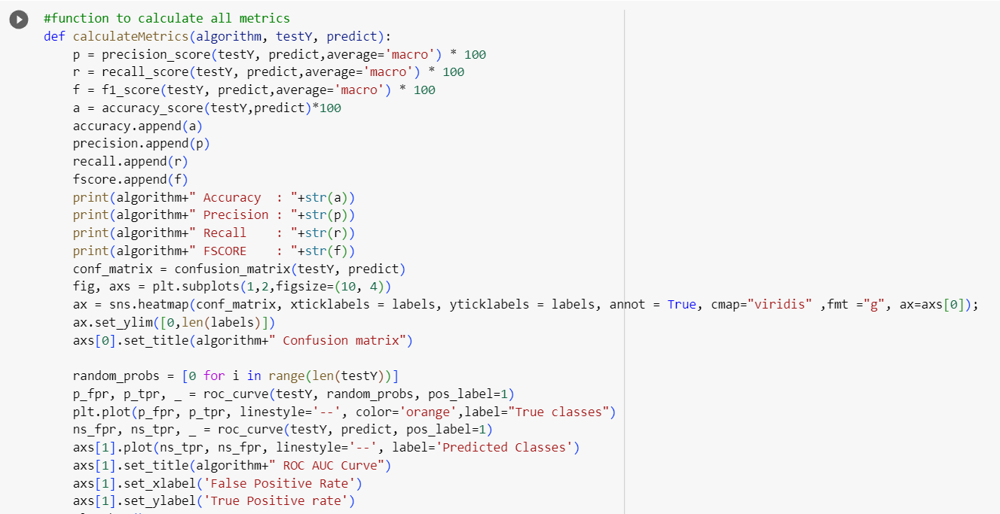 #function to calculate all metrics
def calculateMetrics(algorithm, testY, predict):
    p = precision_score(testY, predict,average='macro') * 100
    r = recall_score(testY, predict,average='macro') * 100
    f = f1_score(testY, predict,average='macro') * 100
    a = accuracy_score(testY,predict)*100
    accuracy.append(a)
    precision.append(p)
    recall.append(r)
    fscore.append(f)
    print(algorithm+" Accuracy  : "+str(a))
    print(algorithm+" Precision : "+str(p))
    print(algorithm+" Recall    : "+str(r))
    print(algorithm+" FSCORE    : "+str(f))
    conf_matrix = confusion_matrix(testY, predict)
    fig, axs = plt.subplots(1,2,figsize=(10, 4))
    ax = sns.heatmap(conf_matrix, xticklabels = labels, yticklabels = labels, annot = True, cmap="viridis" ,fmt ="g", ax=axs[0]);
    ax.set_ylim([0,len(labels)])
    axs[0].set_title(algorithm+" Confusion matrix")

    random_probs = [0 for i in range(len(testY))]
    p_fpr, p_tpr, _ = roc_curve(testY, random_probs, pos_label=1)
    plt.plot(p_fpr, p_tpr, linestyle='--', color='orange',label="True classes")
    ns_fpr, ns_tpr, _ = roc_curve(testY, predict, pos_label=1)
    axs[1].plot(ns_tpr, ns_fpr, linestyle='--', label='Predicted Classes')
    axs[1].set_title(algorithm+" ROC AUC Curve")
    axs[1].set_xlabel('False Positive Rate')
    axs[1].set_ylabel('True Positive rate')